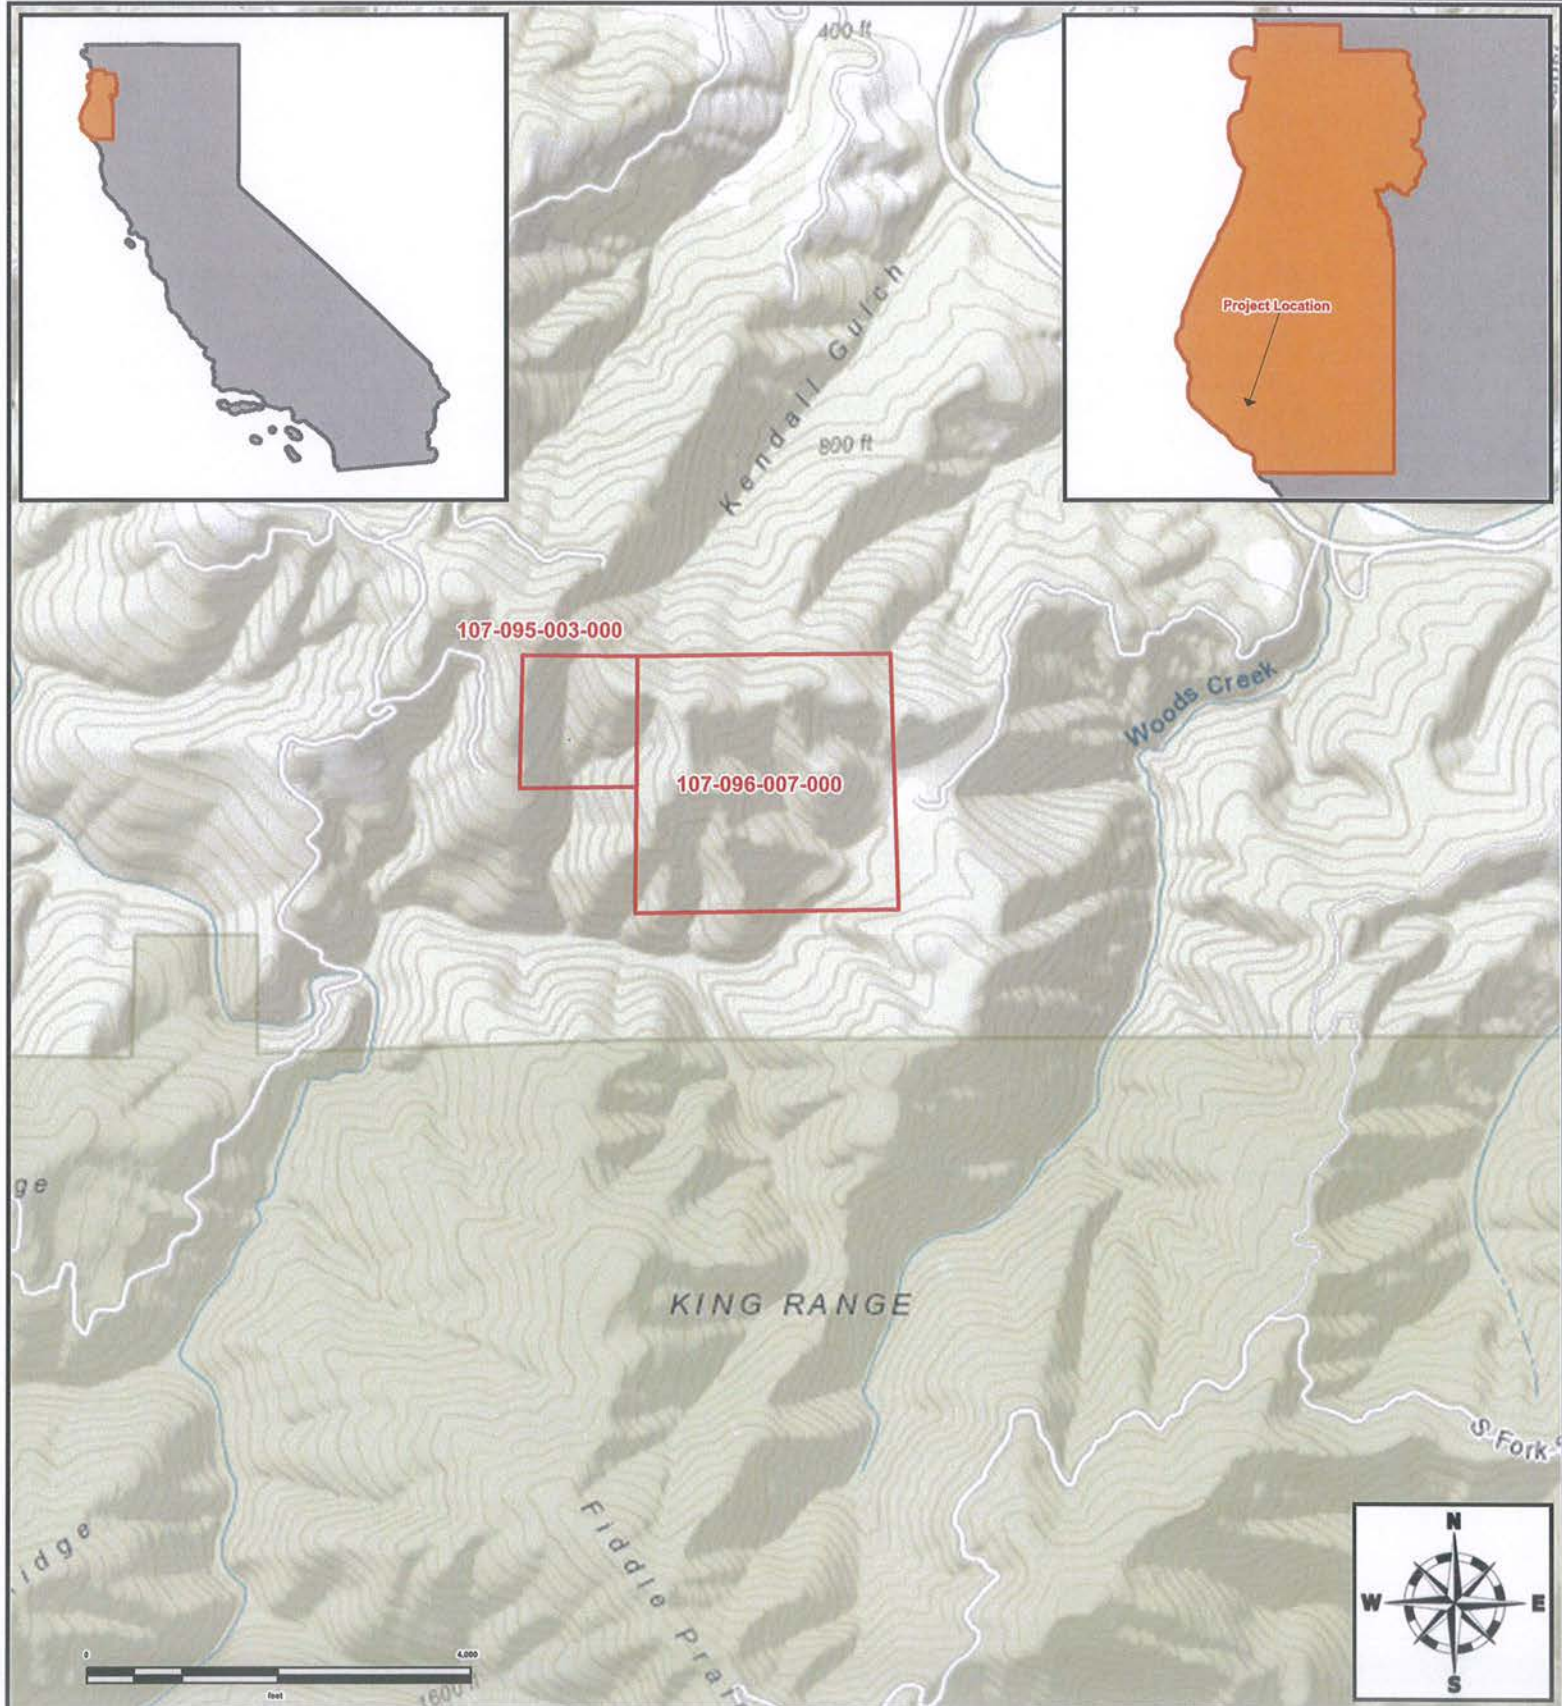 400 ft
Project Location
Kendall Gulch
800 ft
107-095-003-000
Woods Creek
107-096-007-000
ge
KING RANGE
S Fork
idge
Fiddle Prai
N
W
E
S
0
4,000
feet
1600 ft